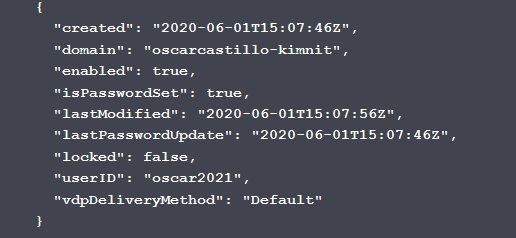 {
"created": "2020-06-01T15:07:46Z",
"domain": "oscarcastillo-kimnit",
"enabled": true,
"isPasswordSet": true,
"lastModified": "2020-06-01T15:07:56Z",
"lastPasswordUpdate": "2020-06-01T15:07:46Z",
"locked": false,
"userID": "oscar2021",
"vdpDeliveryMethod": "Default"
}